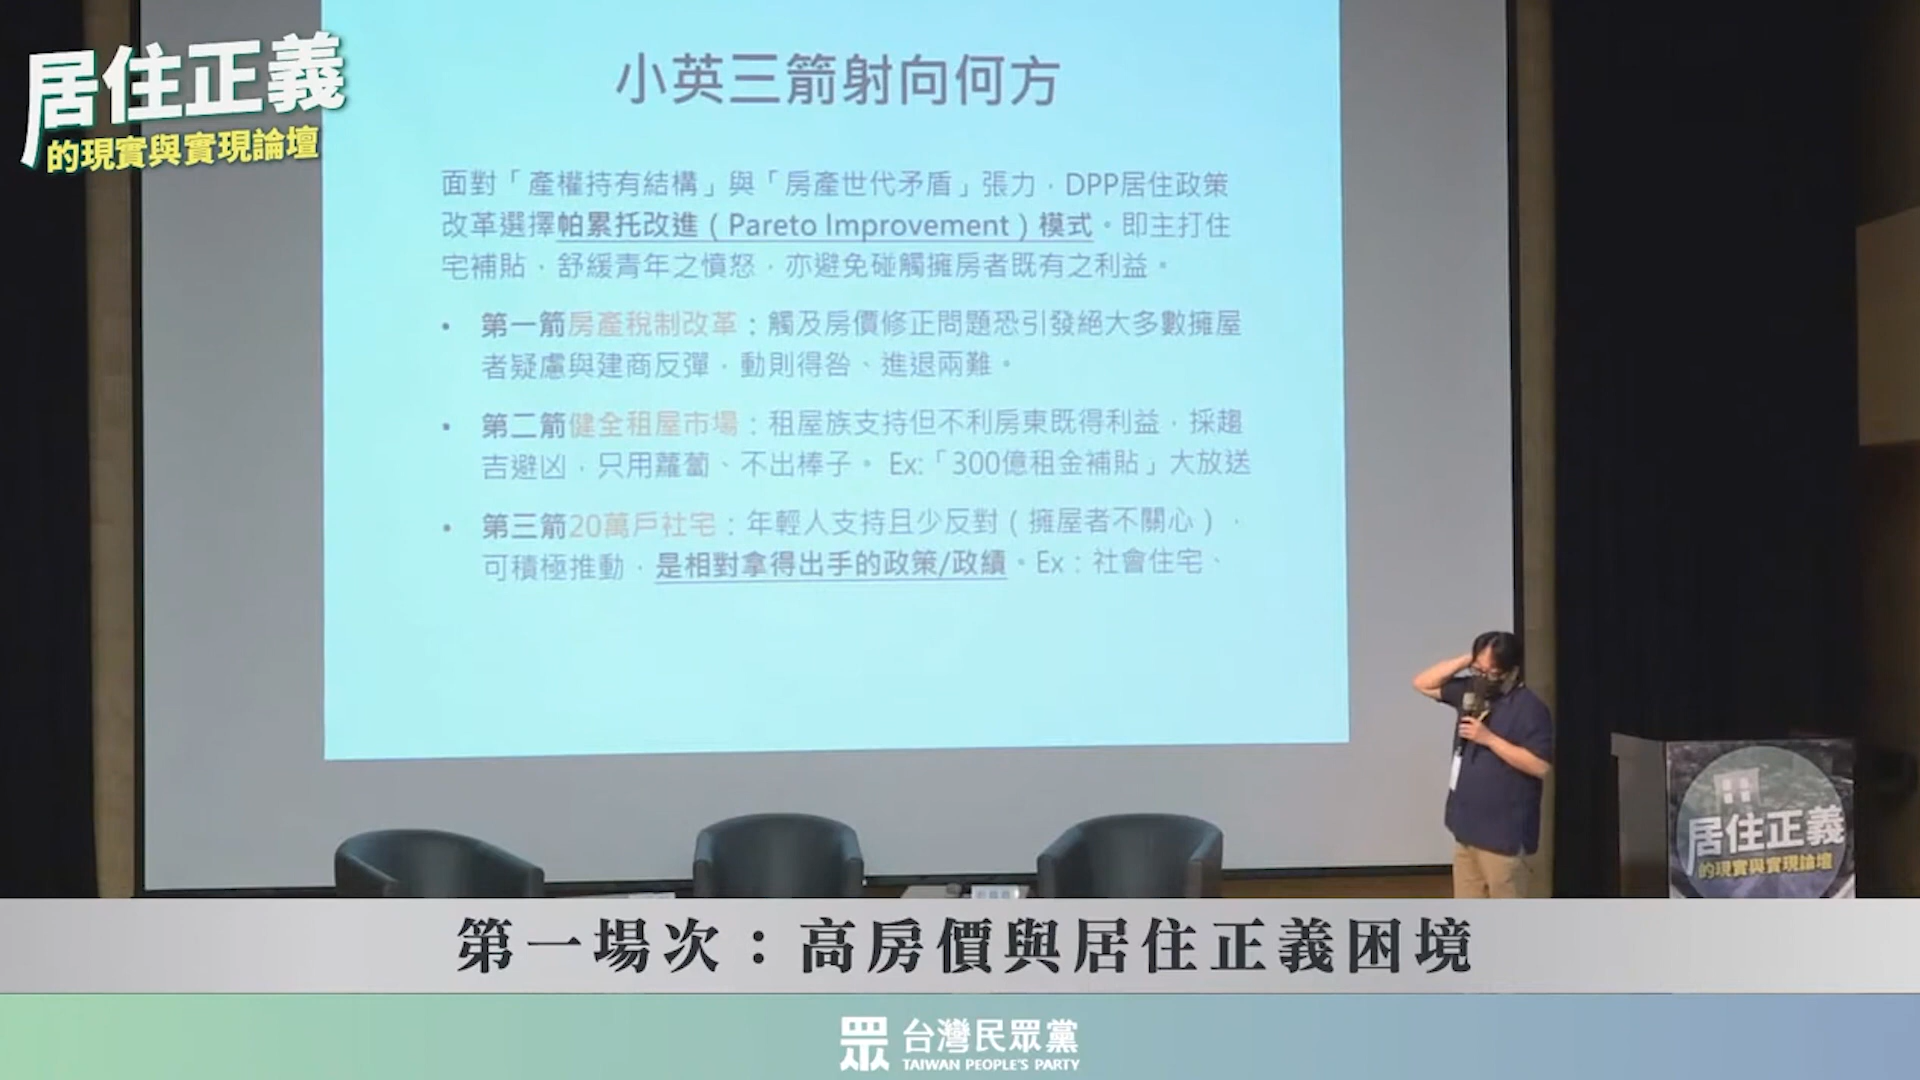 居住正義
的現實與實現論壇
小英三箭射向何方
面對「產權持有結構」與「房產世代矛盾」張力，DPP居住政策
改革選擇帕累托改進（Pareto Improvement）模式。即主打住
宅補貼，舒緩青年之憤怒，亦避免碰觸擁房者既有之利益。
• 第一箭房產稅制改革：觸及房價修正問題恐引發絕大多數擁屋
者疑慮與建商反彈，動則得咎、進退兩難。
• 第二箭健全租屋市場：租屋族支持但不利房東既得利益，採趨
吉避凶，只用蘿蔔、不出棒子。Ex:「300億租金補貼」大放送
• 第三箭20萬戶社宅：年輕人支持且少反對（擁屋者不關心），
可積極推動，是相對拿得出手的政策/政績。Ex：社會住宅、
居住正義
的現實與實現論壇
第一場次：高房價與居住正義困境
眾 台灣民眾黨
TAIWAN PEOPLE'S PARTY